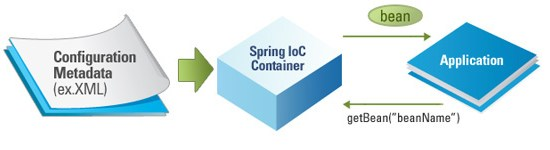 Configuration
Metadata
(ex.XML)
Spring IoC
Container
bean
Application
getBean("beanName")